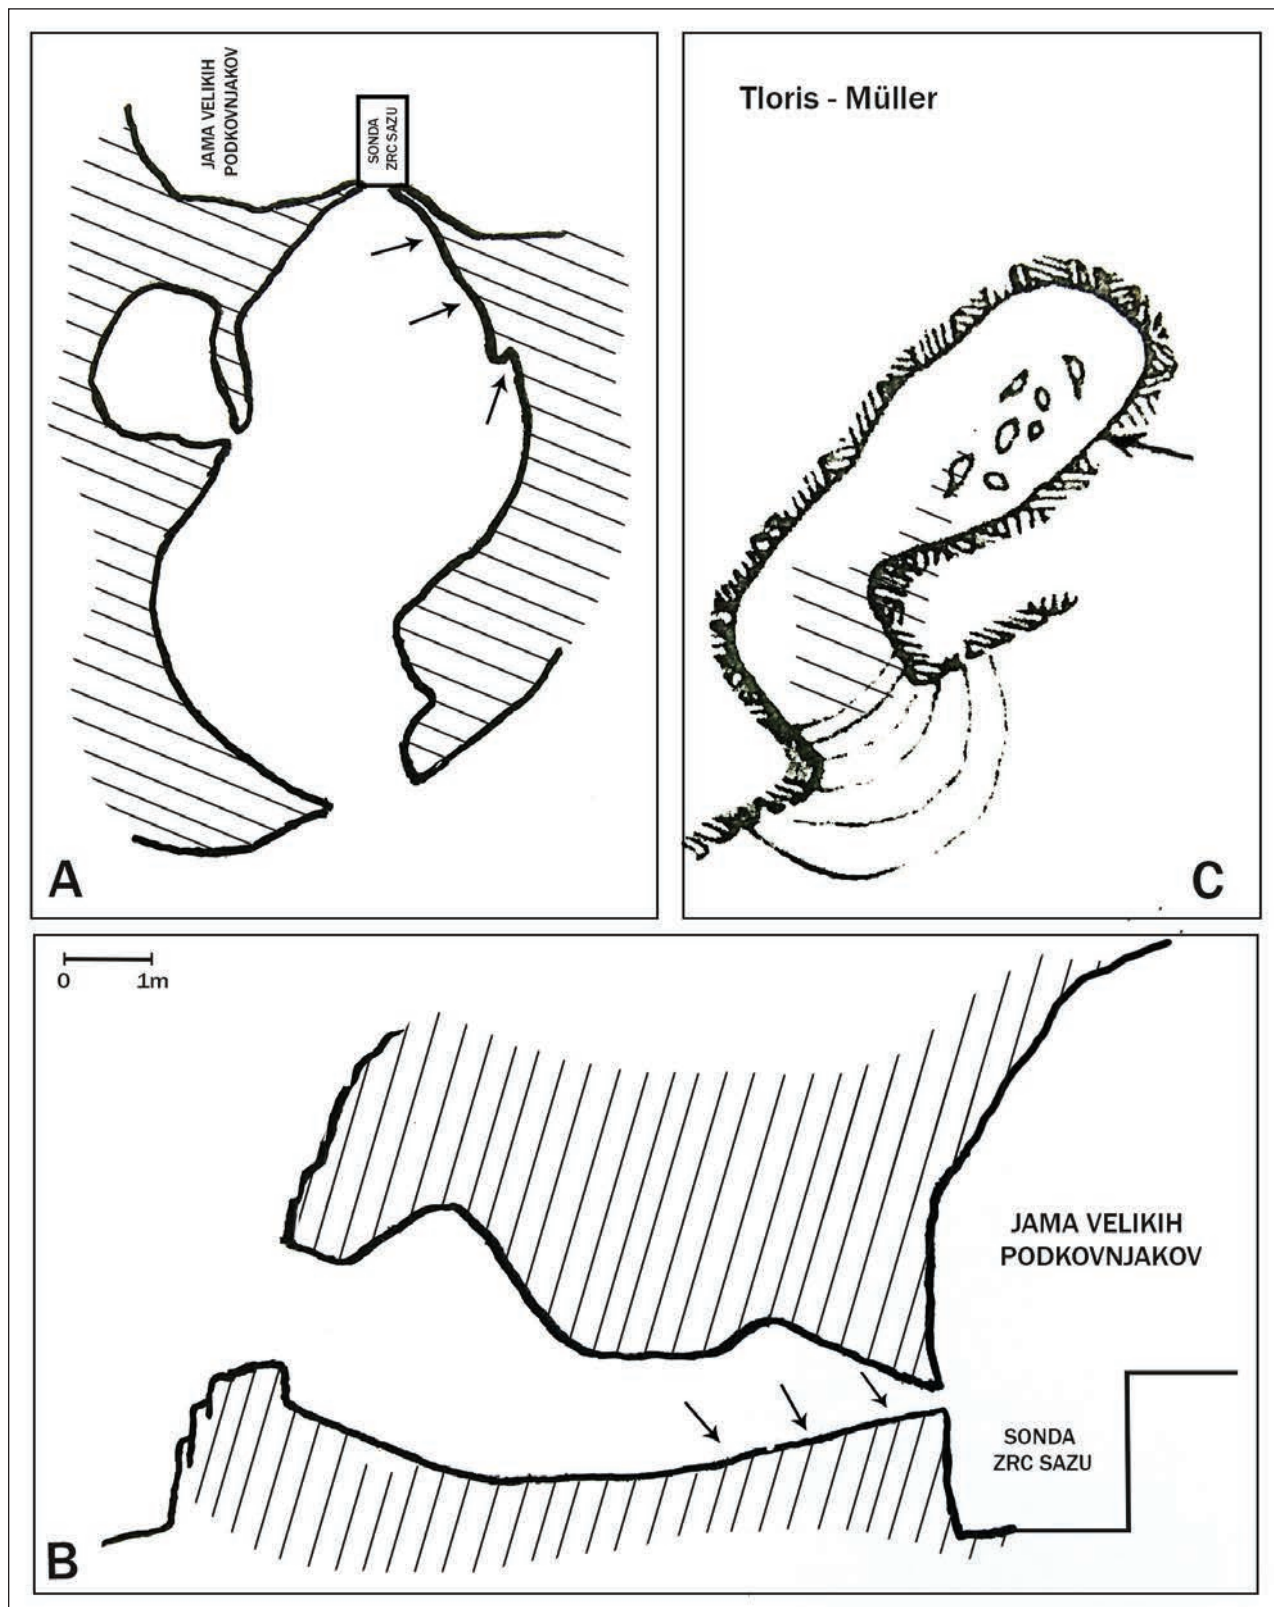 JAMA VELIKIH
PODKOVNJAKOV
SONDA
ZRC SAZU
A
Tloris - Müller
C
0 1m
JAMA VELIKIH
PODKOVNJAKOV
SONDA
ZRC SAZU
B